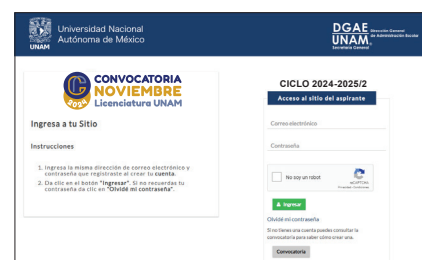 Universidad Nacional
Autónoma de México
UNAM
DGAE
UNAM
Dirección General
de Administración Escolar
Secretaría General
CONVOCATORIA
NOVIEMBRE
2024
Licenciatura UNAM
Ingresa a tu Sitio
Instrucciones
1. Ingresa la misma dirección de correo electrónico y
contraseña que registraste al crear tu cuenta.
2. Da clic en el botón "Ingresar". Si no recuerdas tu
contraseña da clic en "Olvidé mi contraseña".
CICLO 2024-2025/2
Acceso al sitio del aspirante
Correo electrónico
Contraseña
No soy un robot
reCAPTCHA
Ingresar
Olvidé mi contraseña
Si no tienes una cuenta puedes consultar la
convocatoria para saber cómo crear una.
Convocatoria